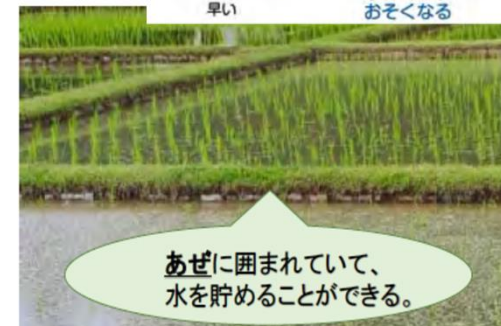 早い
おそくなる
あぜに囲まれていて、
水を貯めることができる。